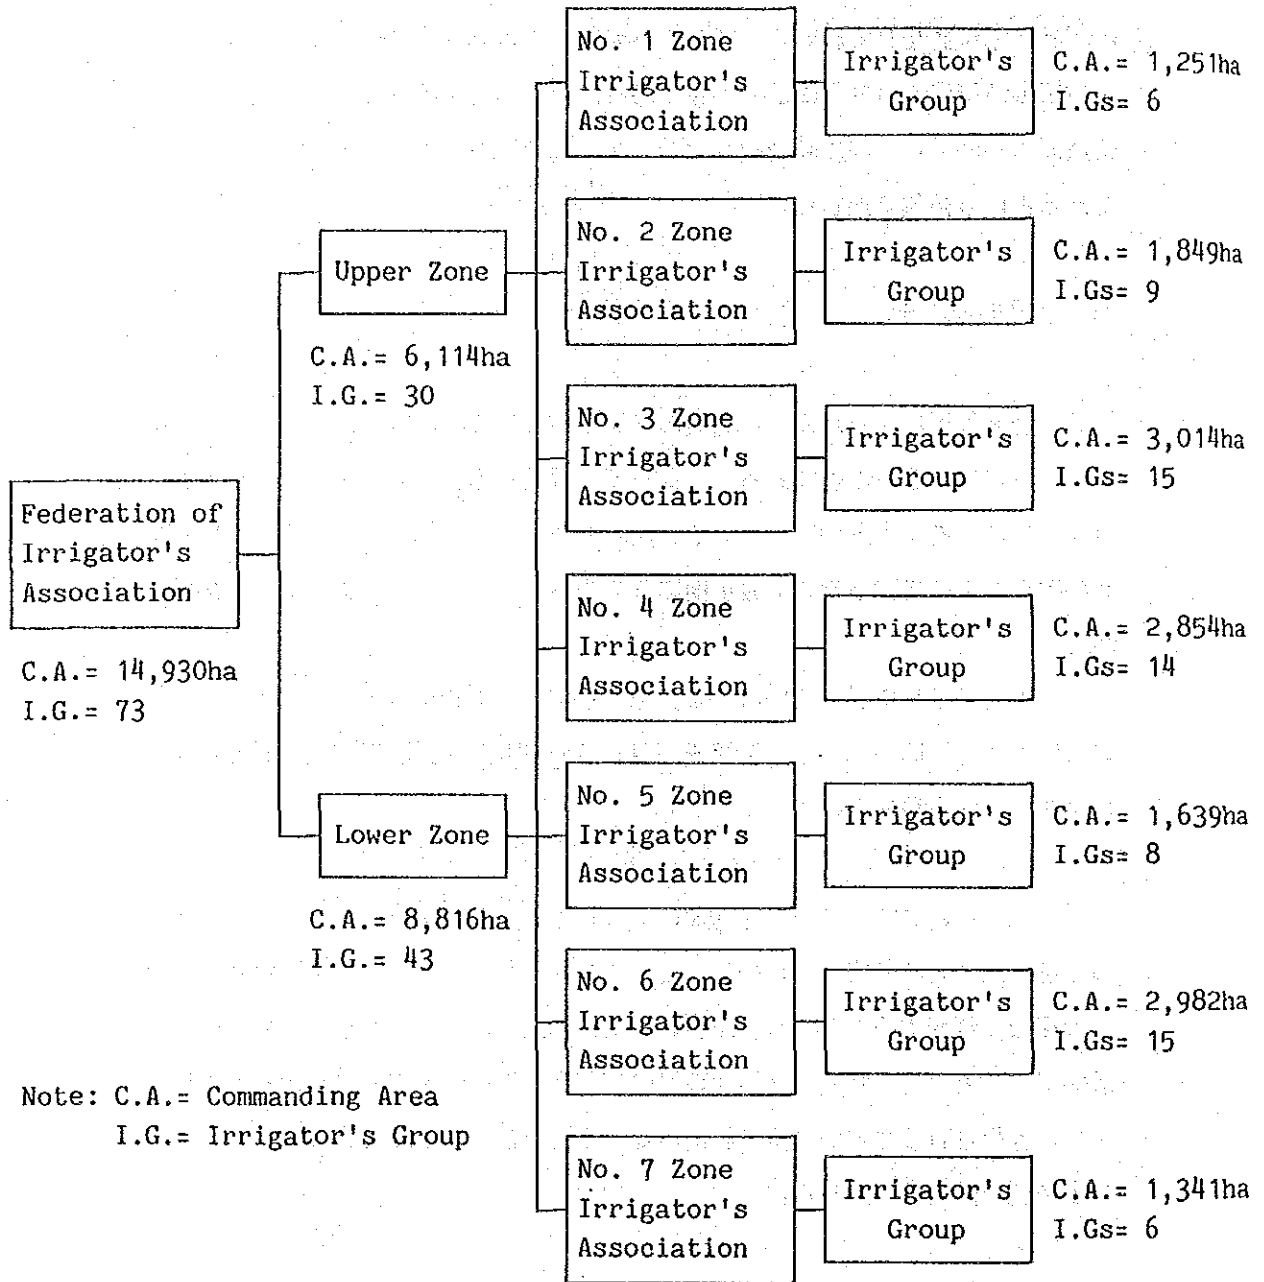 Federation of
Irrigator's
Association
C.A.= 14,930ha
I.G.= 73
Upper Zone
C.A.= 6,114ha
I.G.= 30
Lower Zone
C.A.= 8,816ha
I.G.= 43
No. 1 Zone
Irrigator's
Association
Irrigator's
Group
C.A.= 1,251ha
I.Gs= 6
No. 2 Zone
Irrigator's
Association
Irrigator's
Group
C.A.= 1,849ha
I.Gs= 9
No. 3 Zone
Irrigator's
Association
Irrigator's
Group
C.A.= 3,014ha
I.Gs= 15
No. 4 Zone
Irrigator's
Association
Irrigator's
Group
C.A.= 2,854ha
I.Gs= 14
No. 5 Zone
Irrigator's
Association
Irrigator's
Group
C.A.= 1,639ha
I.Gs= 8
No. 6 Zone
Irrigator's
Association
Irrigator's
Group
C.A.= 2,982ha
I.Gs= 15
No. 7 Zone
Irrigator's
Association
Irrigator's
Group
C.A.= 1,341ha
I.Gs= 6
Note: C.A.= Commanding Area
I.G.= Irrigator's Group